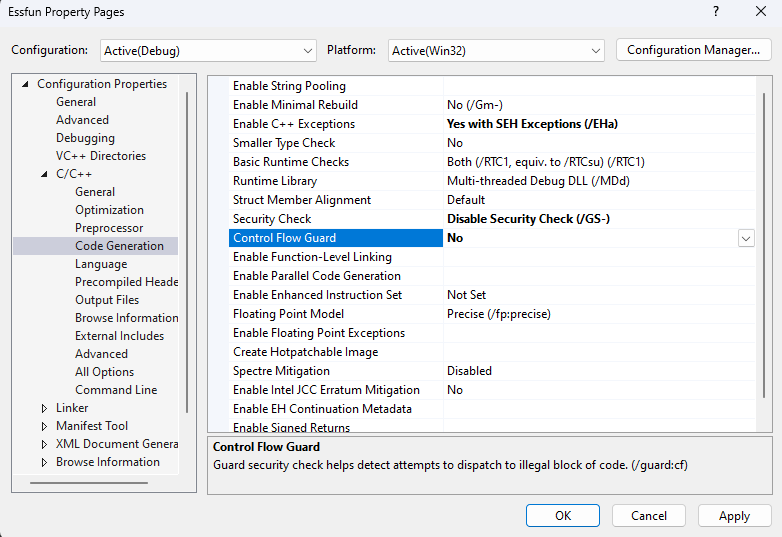 Essfun Property Pages
? ×
Configuration: Active(Debug) Platform: Active(Win32) Configuration Manager...
Configuration Properties
General
Advanced
Debugging
VC++ Directories
C/C++
General
Optimization
Preprocessor
Code Generation
Language
Precompiled Heade
Output Files
Browse Information
External Includes
Advanced
All Options
Command Line
Linker
Manifest Tool
XML Document Genera
Browse Information
Enable String Pooling
Enable Minimal Rebuild No (/Gm-)
Enable C++ Exceptions Yes with SEH Exceptions (/EHa)
Smaller Type Check No
Basic Runtime Checks Both (/RTC1, equiv. to /RTCsu) (/RTC1)
Runtime Library Multi-threaded Debug DLL (/MDd)
Struct Member Alignment Default
Security Check Disable Security Check (/GS-)
Control Flow Guard No
Enable Function-Level Linking
Enable Parallel Code Generation
Enable Enhanced Instruction Set Not Set
Floating Point Model Precise (/fp:precise)
Enable Floating Point Exceptions
Create Hotpatchable Image
Spectre Mitigation Disabled
Enable Intel JCC Erratum Mitigation No
Enable EH Continuation Metadata
Enable Signed Returns
Control Flow Guard
Guard security check helps detect attempts to dispatch to illegal block of code. (/guard:cf)
OK Cancel Apply